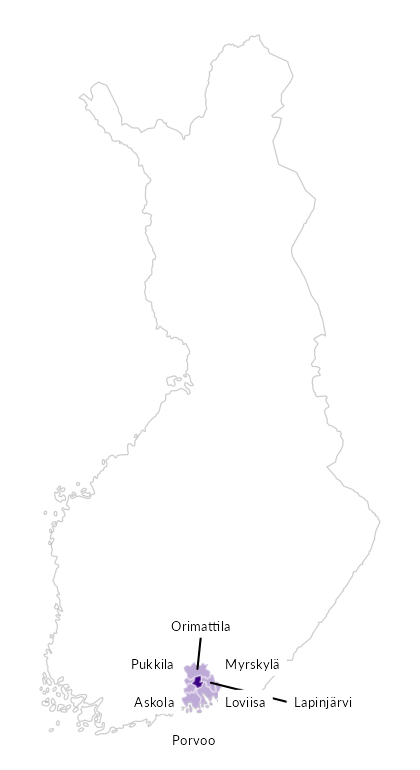 Orimattila
Pukkila
Myrskylä
Askola
Loviisa
Lapinjärvi
Porvoo